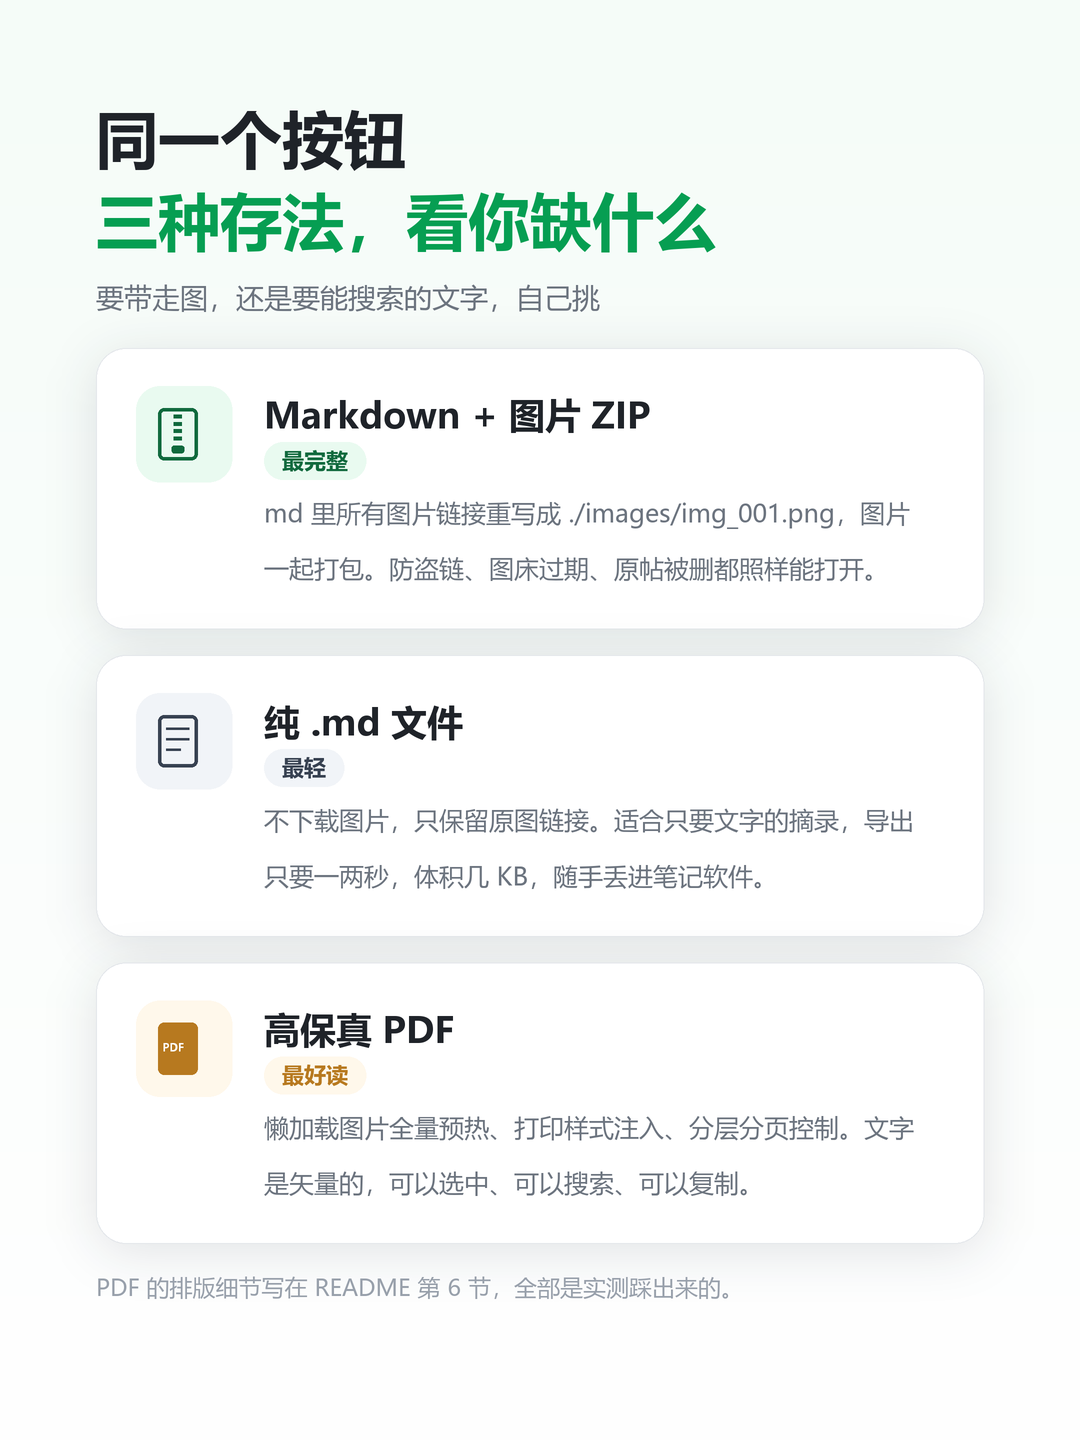 同一个按钮
三种存法，看你缺什么
要带走图，还是要能搜索的文字，自己挑
Markdown + 图片 ZIP
最完整
md 里所有图片链接重写成 ./images/img_001.png，图片
一起打包。防盗链、图床过期、原帖被删都照样能打开。
纯 .md 文件
最轻
不下载图片，只保留原图链接。适合只要文字的摘录，导出
只要一两秒，体积几 KB，随手丢进笔记软件。
PDF
高保真 PDF
最好读
懒加载图片全量预热、打印样式注入、分层分页控制。文字
是矢量的，可以选中、可以搜索、可以复制。
PDF 的排版细节写在 README 第 6 节，全部是实测踩出来的。